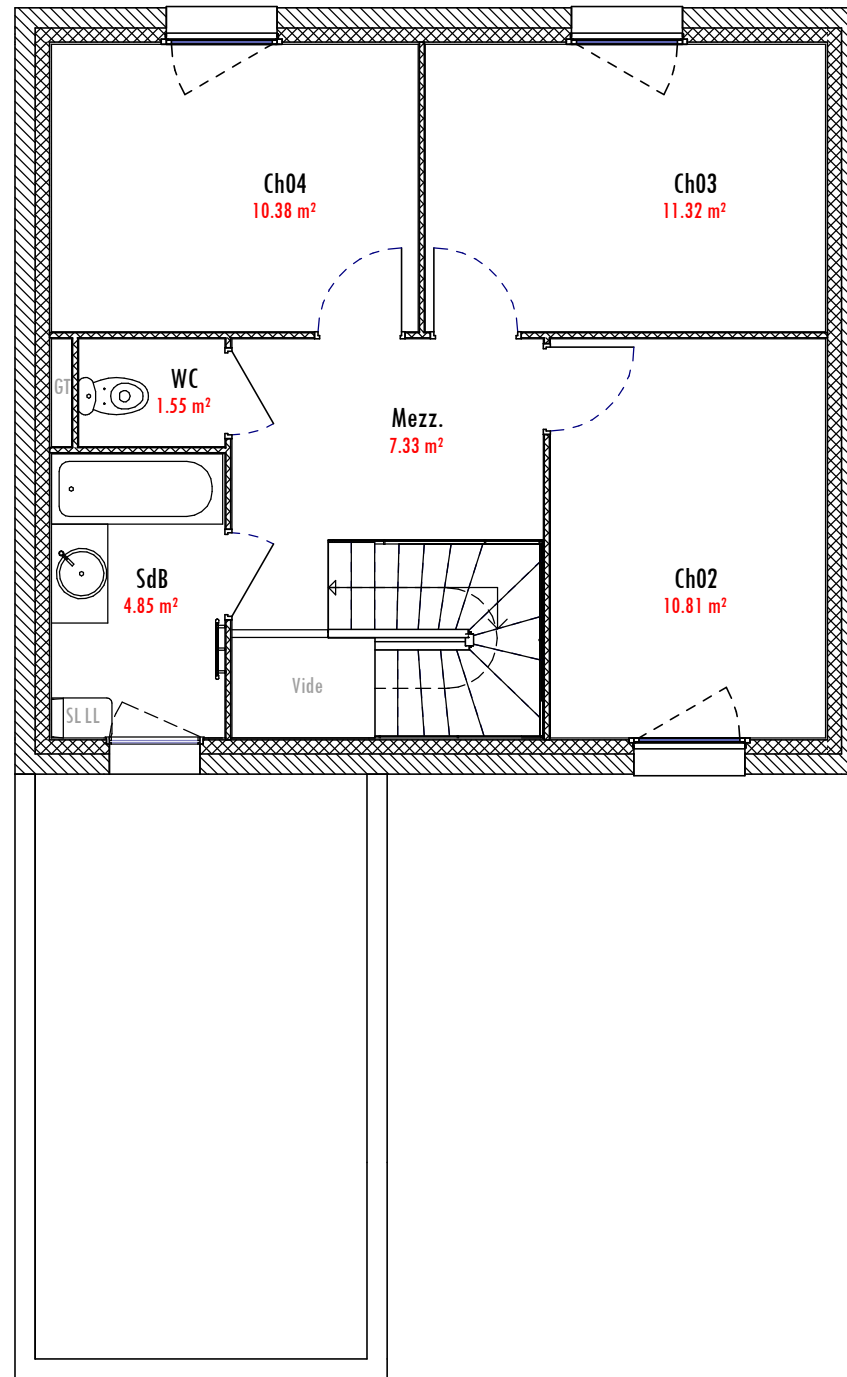 Ch04
10.38 m²
Ch03
11.32 m²
GT
WC
1.55 m²
Mezz.
7.33 m²
SdB
4.85 m²
Ch02
10.81 m²
Vide
SL LL